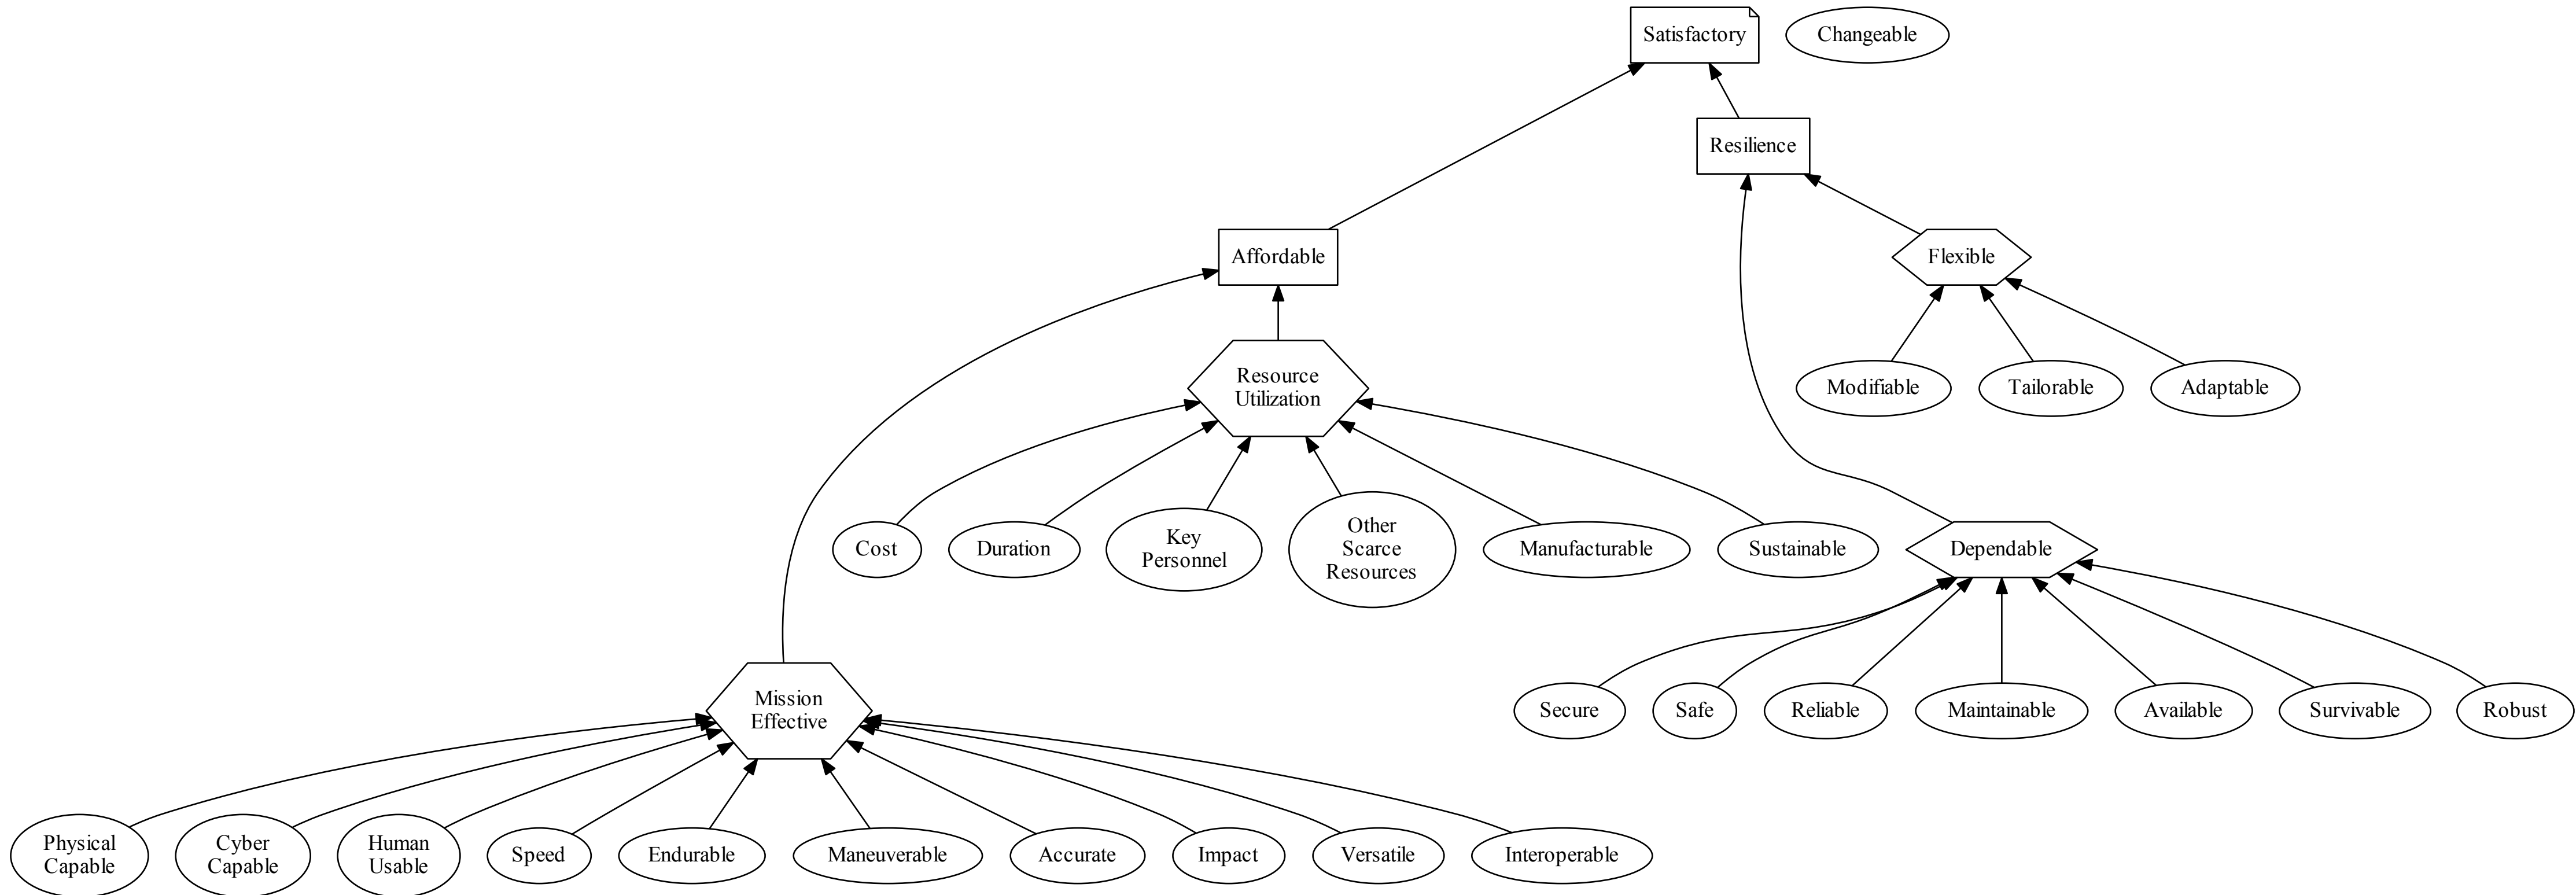 Satisfactory
Changeable
Resilience
Affordable
Flexible
Resource
Utilization
Modifiable
Tailorable
Adaptable
Cost
Duration
Key
Personnel
Other
Scarce
Resources
Manufacturable
Sustainable
Dependable
Mission
Effective
Secure
Safe
Reliable
Maintainable
Available
Survivable
Robust
Physical
Capable
Cyber
Capable
Human
Usable
Speed
Endurable
Maneuverable
Accurate
Impact
Versatile
Interoperable